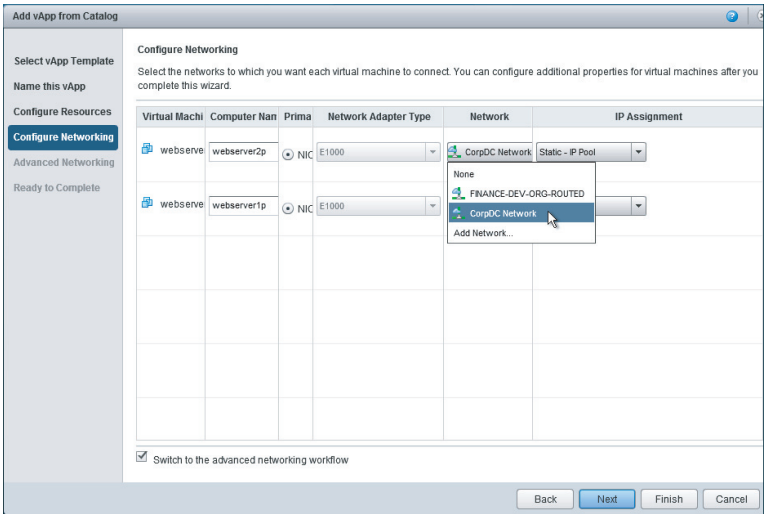 Add vApp from Catalog
Select vApp Template
Name this vApp
Configure Resources
Configure Networking
Advanced Networking
Ready to Complete
Configure Networking
Select the networks to which you want each virtual machine to connect. You can configure additional properties for virtual machines after you
complete this wizard.
Virtual Machi Computer Nan Prima Network Adapter Type Network IP Assignment
webserve webserver2p NIC E1000 CorpDC Network Static - IP Pool
None
FINANCE-DEV-ORG-ROUTED
webserve webserver1p NIC E1000
CorpDC Network
Add Network...
Switch to the advanced networking workflow
Back Next Finish Cancel